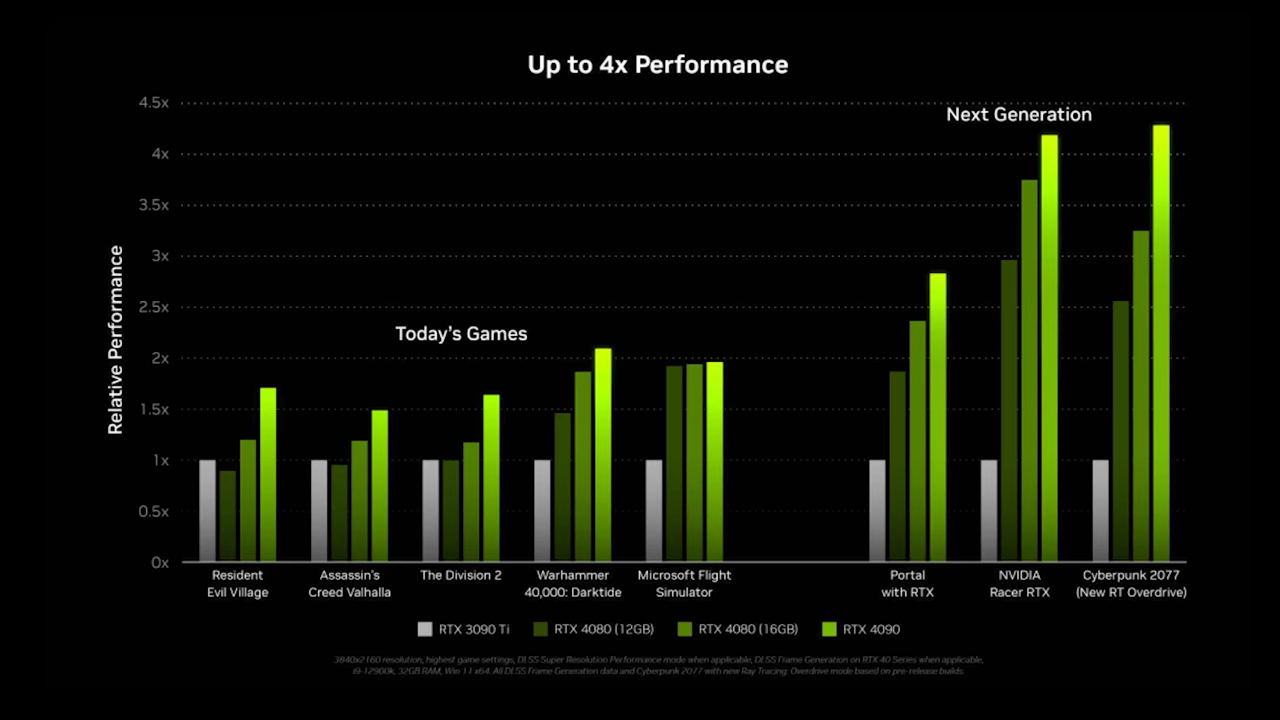 Up to 4x Performance
4.5x
Next Generation
4x
3.5x
3x
2.5x
Today's Games
2x
1.5x
1x
0.5x
0x
Relative Performance
Resident
Evil Village
Assassin's
Creed Valhalla
The Division 2
Warhammer
40,000: Darktide
Microsoft Flight
Simulator
Portal
with RTX
NVIDIA
Racer RTX
Cyberpunk 2077
(New RT Overdrive)
RTX 3090 Ti
RTX 4080 (12GB)
RTX 4080 (16GB)
RTX 4090
3840x2160 resolution, highest game settings, DLSS Super Resolution Performance mode when applicable, DLSS Frame Generation on RTX 40 Series when applicable,
i9-12900k, 32GB RAM, Win 11 x64. All DLSS Frame Generation data and Cyberpunk 2077 with new Ray Tracing: Overdrive mode based on pre-release builds.